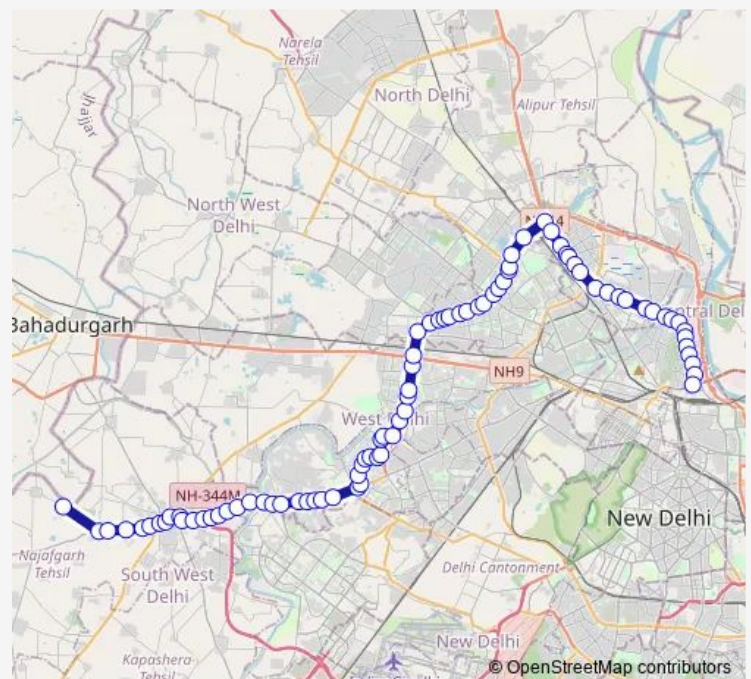 Narela
Tehsil
Jhajjar
North Delhi
Alipur Tehsil
North West
Delhi
Bahadurgarh
NH9
West Delhi
NH-344M
New Delhi
Najafgarh
Tehsil
South West
Delhi
Delhi Cantonment
New Delhi
Kapashera
Tehsil
© OpenStreetMap contributors